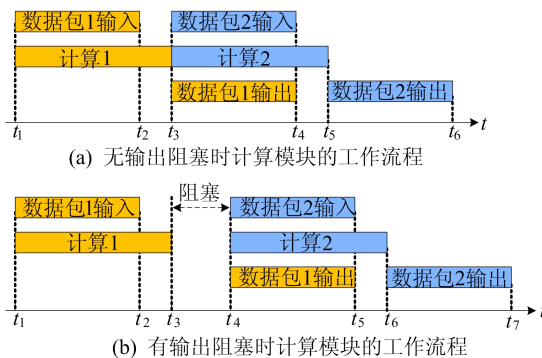 数据包1输入 数据包2输入
计算1 计算2
数据包1输出 数据包2输出
t1 t2 t3 t4 t5 t6 t
(a) 无输出阻塞时计算模块的工作流程
阻塞
数据包1输入 数据包2输入
计算1 计算2
数据包1输出 数据包2输出
t1 t2 t3 t4 t5 t6 t7 t
(b) 有输出阻塞时计算模块的工作流程